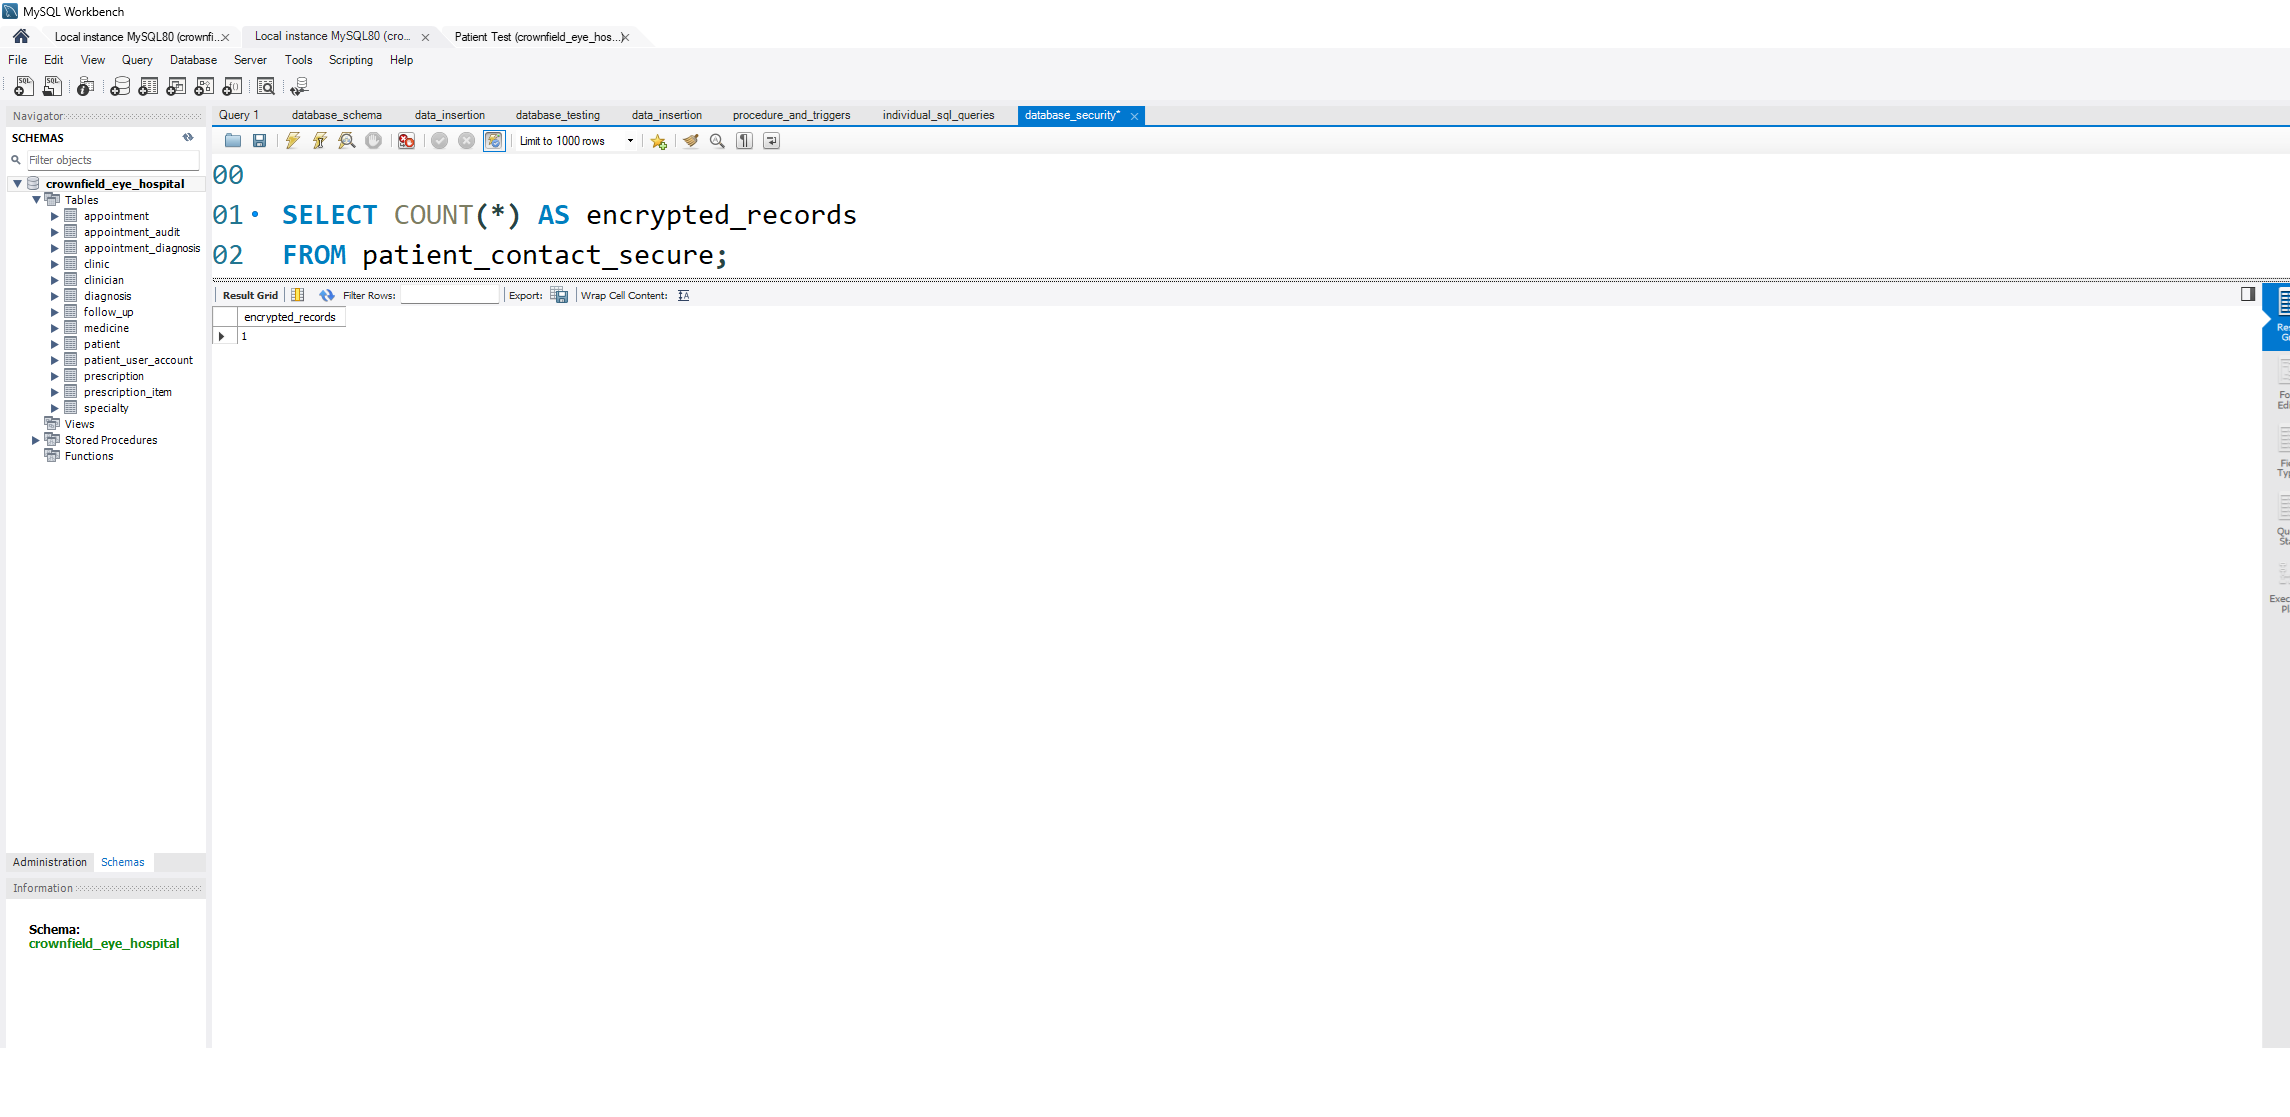 MySQL Workbench
Local instance MySQL80 (crownfi... Local instance MySQL80 (cro... Patient Test (crownfield_eye_hos...)
File Edit View Query Database Server Tools Scripting Help
Navigator
SCHEMAS
Filter objects
crownfield_eye_hospital
Tables
appointment
appointment_audit
appointment_diagnosis
clinic
clinician
diagnosis
follow_up
medicine
patient
patient_user_account
prescription
prescription_item
specialty
Views
Stored Procedures
Functions
Administration Schemas
Information
Schema:
crownfield_eye_hospital
Query 1 database_schema data_insertion database_testing data_insertion procedure_and_triggers individual_sql_queries database_security*
Limit to 1000 rows
00
01 SELECT COUNT(*) AS encrypted_records
02 FROM patient_contact_secure;
Result Grid Filter Rows: Export: Wrap Cell Content:
encrypted_records
1